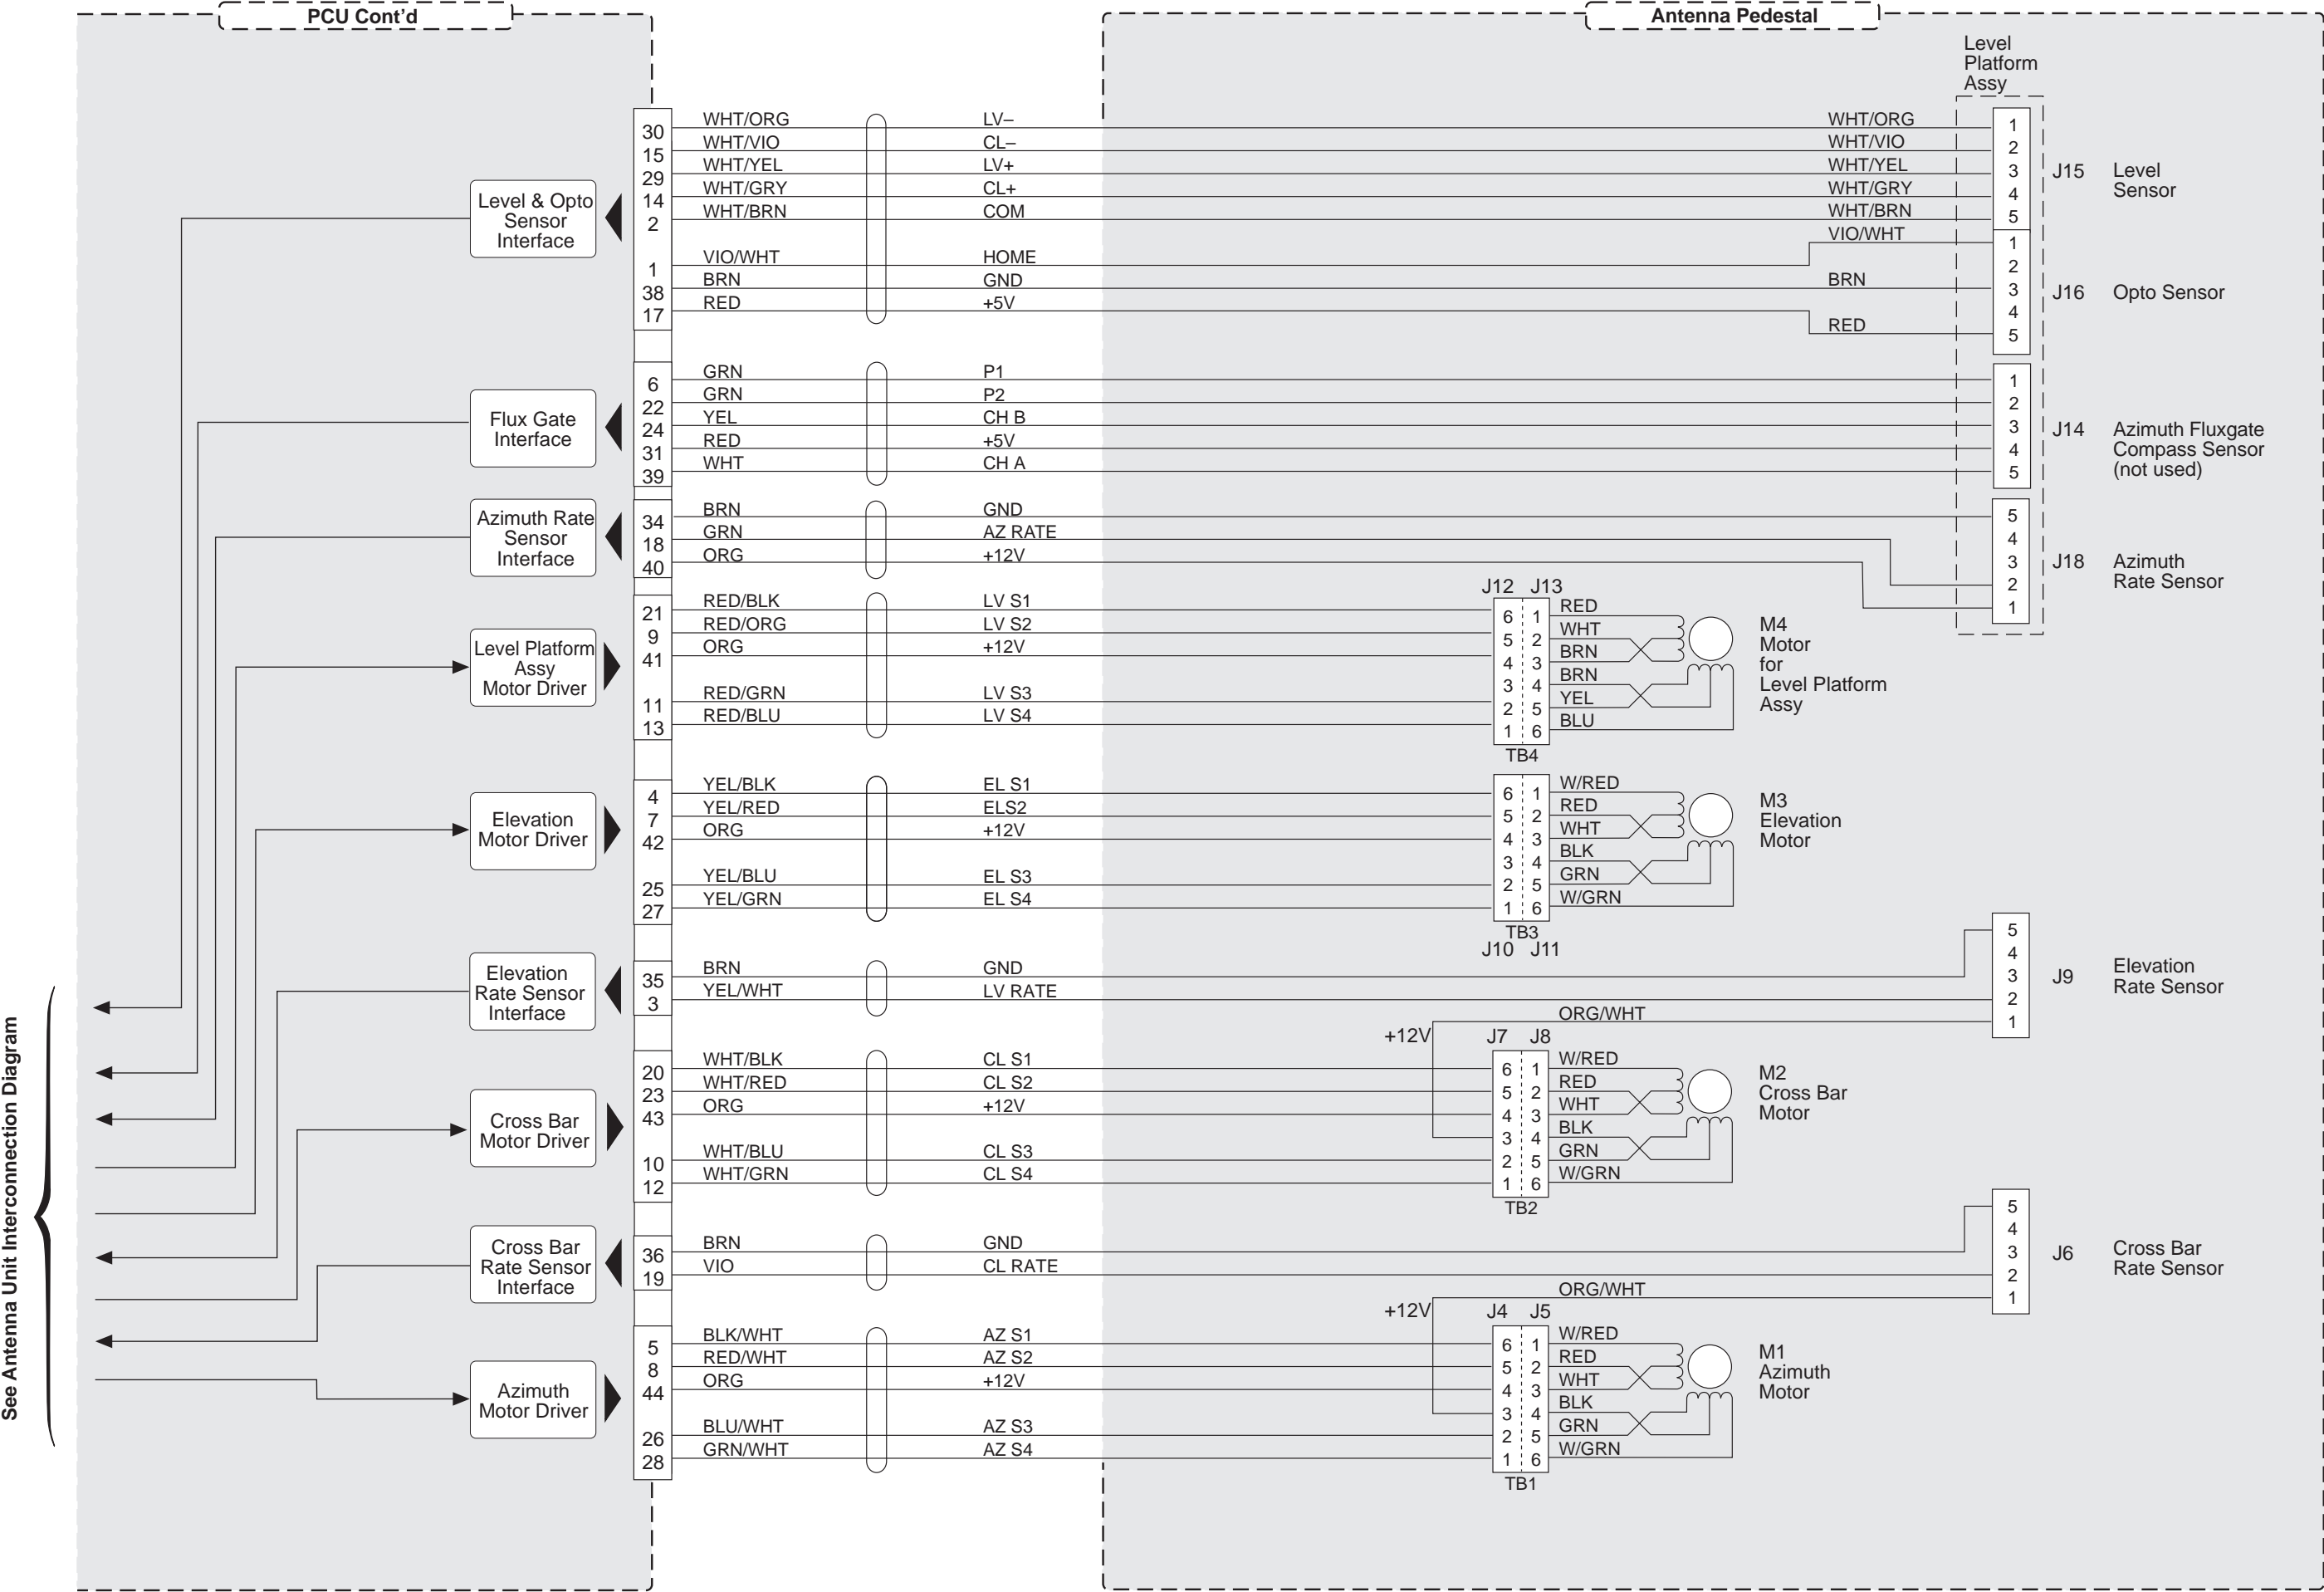 PCU Cont’d
Antenna Pedestal
Level
Platform
Assy
Level & Opto
Sensor
Interface
30 WHT/ORG LV– WHT/ORG 1
15 WHT/VIO CL– WHT/VIO 2
29 WHT/YEL LV+ WHT/YEL 3
14 WHT/GRY CL+ WHT/GRY 4
2 WHT/BRN COM WHT/BRN 5
J15 Level
Sensor
1 VIO/WHT HOME VIO/WHT 1
2
38 BRN GND BRN 3
4
17 RED +5V RED 5
J16 Opto Sensor
Flux Gate
Interface
6 GRN P1 1
22 GRN P2 2
24 YEL CH B 3
31 RED +5V 4
39 WHT CH A 5
J14 Azimuth Fluxgate
Compass Sensor
(not used)
Azimuth Rate
Sensor
Interface
34 BRN GND 5
18 GRN AZ RATE 4
40 ORG +12V 3
2
1
J18 Azimuth
Rate Sensor
Level Platform
Assy
Motor Driver
J12 J13
21 RED/BLK LV S1 6 1 RED
9 RED/ORG LV S2 5 2 WHT
41 ORG +12V 4 3 BRN
3 4 BRN
11 RED/GRN LV S3 2 5 YEL
13 RED/BLU LV S4 1 6 BLU
TB4
M4
Motor
for
Level Platform
Assy
Elevation
Motor Driver
4 YEL/BLK EL S1 6 1 W/RED
7 YEL/RED ELS2 5 2 RED
42 ORG +12V 4 3 WHT
3 4 BLK
25 YEL/BLU EL S3 2 5 GRN
27 YEL/GRN EL S4 1 6 W/GRN
TB3
J10 J11
M3
Elevation
Motor
Elevation
Rate Sensor
Interface
35 BRN GND
3 YEL/WHT LV RATE
ORG/WHT
5
4
3
2
1
J9 Elevation
Rate Sensor
Cross Bar
Motor Driver
+12V J7 J8
20 WHT/BLK CL S1 6 1 W/RED
23 WHT/RED CL S2 5 2 RED
43 ORG +12V 4 3 WHT
3 4 BLK
10 WHT/BLU CL S3 2 5 GRN
12 WHT/GRN CL S4 1 6 W/GRN
TB2
M2
Cross Bar
Motor
Cross Bar
Rate Sensor
Interface
36 BRN GND
19 VIO CL RATE
ORG/WHT
5
4
3
2
1
J6 Cross Bar
Rate Sensor
Azimuth
Motor Driver
+12V J4 J5
5 BLK/WHT AZ S1 6 1 W/RED
8 RED/WHT AZ S2 5 2 RED
44 ORG +12V 4 3 WHT
3 4 BLK
26 BLU/WHT AZ S3 2 5 GRN
28 GRN/WHT AZ S4 1 6 W/GRN
TB1
M1
Azimuth
Motor
See Antenna Unit Interconnection Diagram